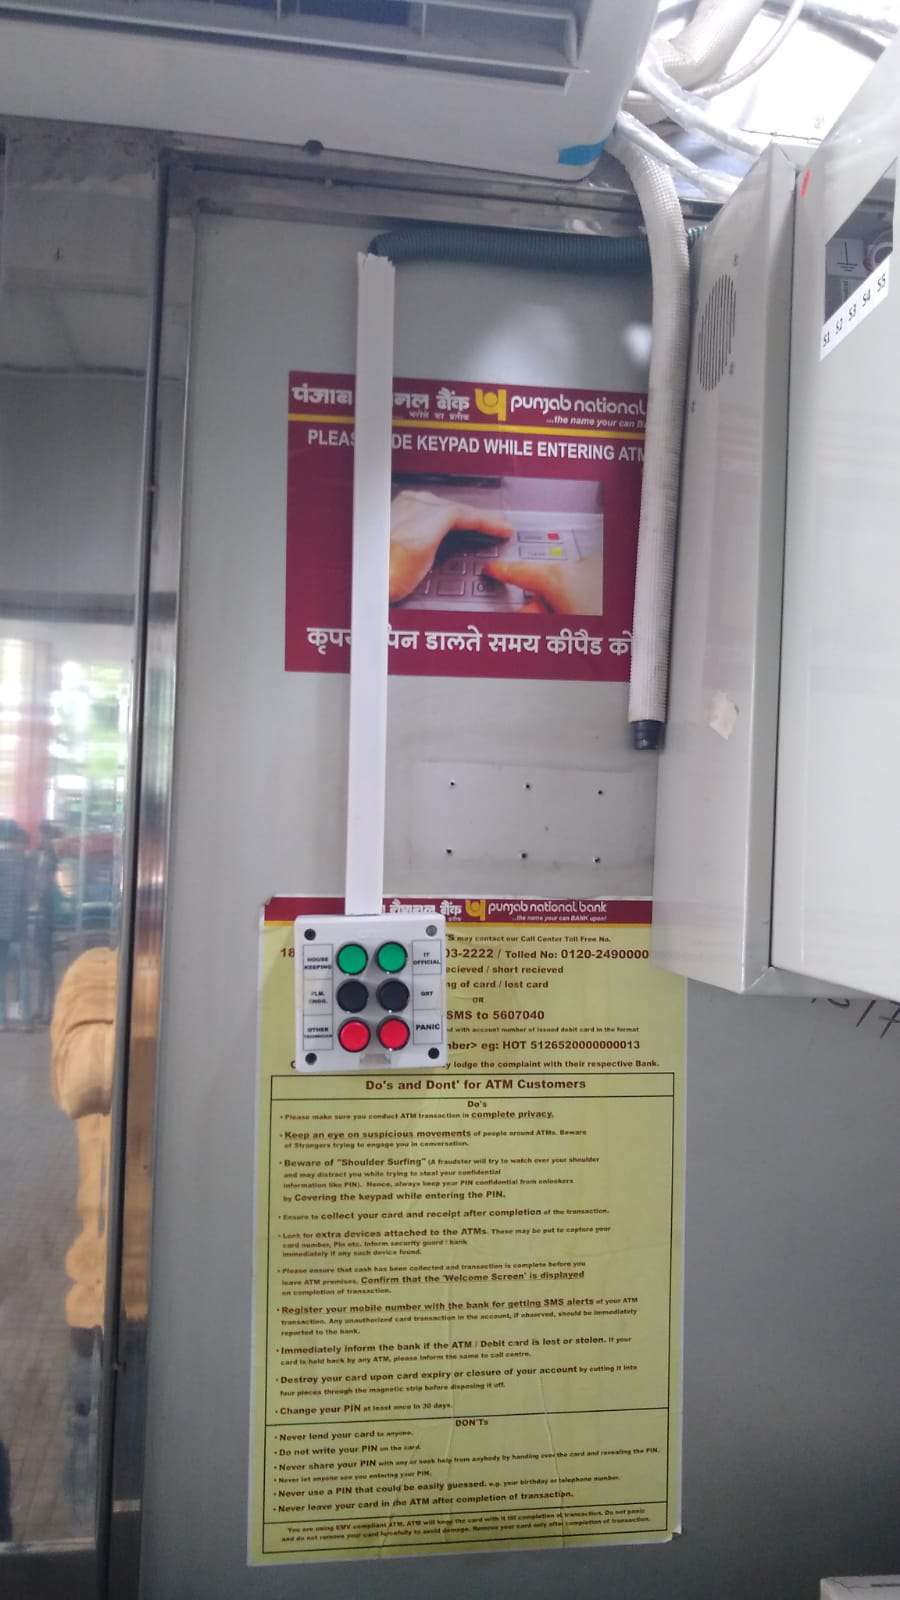 S1 S2 S3 S4 S5
पंजाब नल बैंक punjab national
भरोसे का प्रतीक ...the name your can B
PLEAS DE KEYPAD WHILE ENTERING ATM
कृपय पिन डालते समय कीपैड को
नैशनल बैंक punjab national bank
...the name your can BANK upon!
may contact our Call Center Toll Free No.
18 03-2222 / Tolled No: 0120-2490000
ecieved / short recieved
ng of card / lost card
OR
SMS to 5607040
d with account number of issued debit card in the format
nber> eg: HOT 5126520000000013
y lodge the complaint with their respective Bank.
HOUSE KEEPING
IT OFFICIAL
FLM. ENGG.
QRT
OTHER TECHNICIAN
PANIC
Do's and Dont' for ATM Customers
Do's
• Please make sure you conduct ATM transaction in complete privacy.
• Keep an eye on suspicious movements of people around ATMs. Beware
of Strangers trying to engage you in conversation.
• Beware of "Shoulder Surfing" (A fraudster will try to watch over your shoulder
and may distract you while trying to steal your confidential
information like PIN). Hence, always keep your PIN confidential from onlookers
by Covering the keypad while entering the PIN.
• Ensure to collect your card and receipt after completion of the transaction.
• Look for extra devices attached to the ATMs. These may be put to capture your
card number, Pin etc. Inform security guard / bank
immediately if any such device found.
• Please ensure that cash has been collected and transaction is complete before you
leave ATM premises. Confirm that the 'Welcome Screen' is displayed
on completion of transaction.
• Register your mobile number with the bank for getting SMS alerts of your ATM
transaction. Any unauthorized card transaction in the account, if observed, should be immediately
reported to the bank.
• Immediately inform the bank if the ATM / Debit card is lost or stolen. If your
card is held back by any ATM, please inform the same to call centre.
• Destroy your card upon card expiry or closure of your account by cutting it into
four pieces through the magnetic strip before disposing it off.
• Change your PIN at least once in 30 days.
DON'Ts
• Never lend your card to anyone.
• Do not write your PIN on the card.
• Never share your PIN with any or seek help from anybody by handing over the card and revealing the PIN.
• Never let anyone see you entering your PIN.
• Never use a PIN that could be easily guessed. e.g. your birthday or telephone number.
• Never leave your card in the ATM after completion of transaction.
You are using EMV compliant ATM. ATM will keep the card with it till completion of transaction. Do not panic
and do not remove your card forcefully to avoid damage. Remove your card only after completion of transaction.